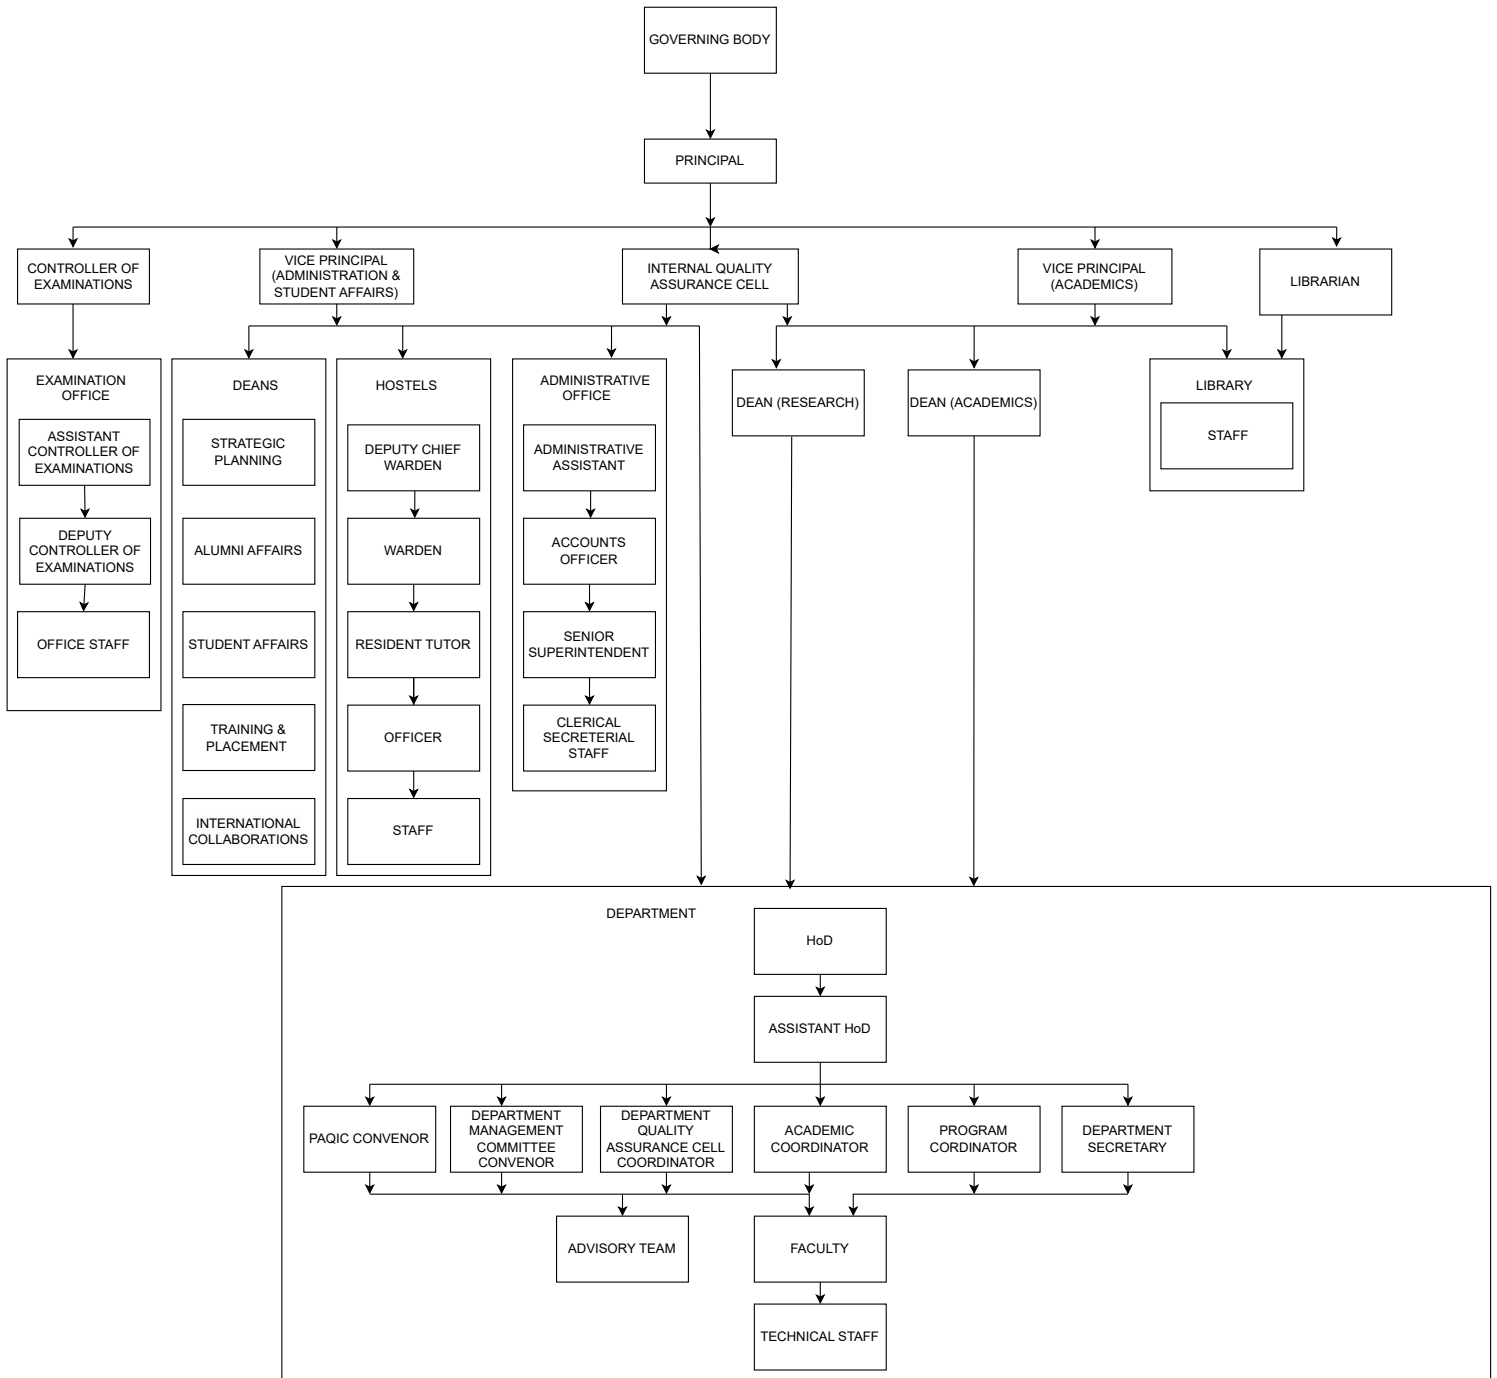 GOVERNING BODY
PRINCIPAL
CONTROLLER OF
EXAMINATIONS
VICE PRINCIPAL
(ADMINISTRATION &
STUDENT AFFAIRS)
INTERNAL QUALITY
ASSURANCE CELL
VICE PRINCIPAL
(ACADEMICS)
LIBRARIAN
EXAMINATION
OFFICE
ASSISTANT
CONTROLLER OF
EXAMINATIONS
DEPUTY
CONTROLLER OF
EXAMINATIONS
OFFICE STAFF
DEANS
STRATEGIC
PLANNING
ALUMNI AFFAIRS
STUDENT AFFAIRS
TRAINING &
PLACEMENT
INTERNATIONAL
COLLABORATIONS
HOSTELS
DEPUTY CHIEF
WARDEN
WARDEN
RESIDENT TUTOR
OFFICER
STAFF
ADMINISTRATIVE
OFFICE
ADMINISTRATIVE
ASSISTANT
ACCOUNTS
OFFICER
SENIOR
SUPERINTENDENT
CLERICAL
SECRETERIAL
STAFF
DEAN (RESEARCH)
DEAN (ACADEMICS)
LIBRARY
STAFF
DEPARTMENT
HoD
ASSISTANT HoD
PAQIC CONVENOR
DEPARTMENT
MANAGEMENT
COMMITTEE
CONVENOR
DEPARTMENT
QUALITY
ASSURANCE CELL
COORDINATOR
ACADEMIC
COORDINATOR
PROGRAM
CORDINATOR
DEPARTMENT
SECRETARY
ADVISORY TEAM
FACULTY
TECHNICAL STAFF